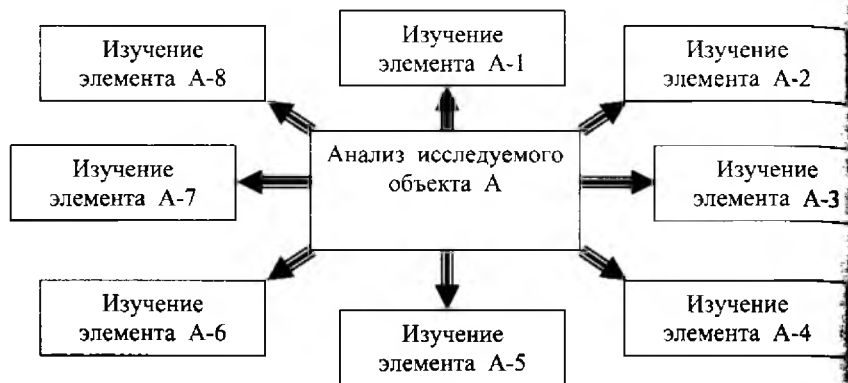 Изучение
элемента А-8
Изучение
элемента А-1
Изучение
элемента А-2
Изучение
элемента А-7
Анализ исследуемого
объекта А
Изучение
элемента А-3
Изучение
элемента А-6
Изучение
элемента А-5
Изучение
элемента А-4